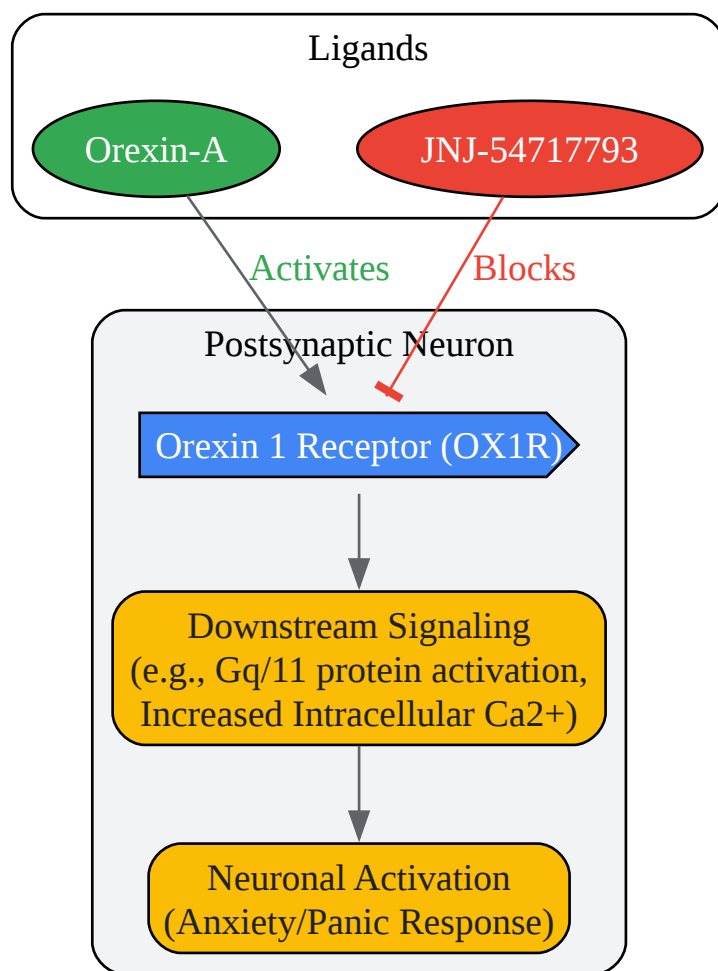 Ligands
Orexin-A
JNJ-54717793
Activates
Blocks
Postsynaptic Neuron
Orexin 1 Receptor (OX1R)
Downstream Signaling
(e.g., Gq/11 protein activation,
Increased Intracellular Ca2+)
Neuronal Activation
(Anxiety/Panic Response)